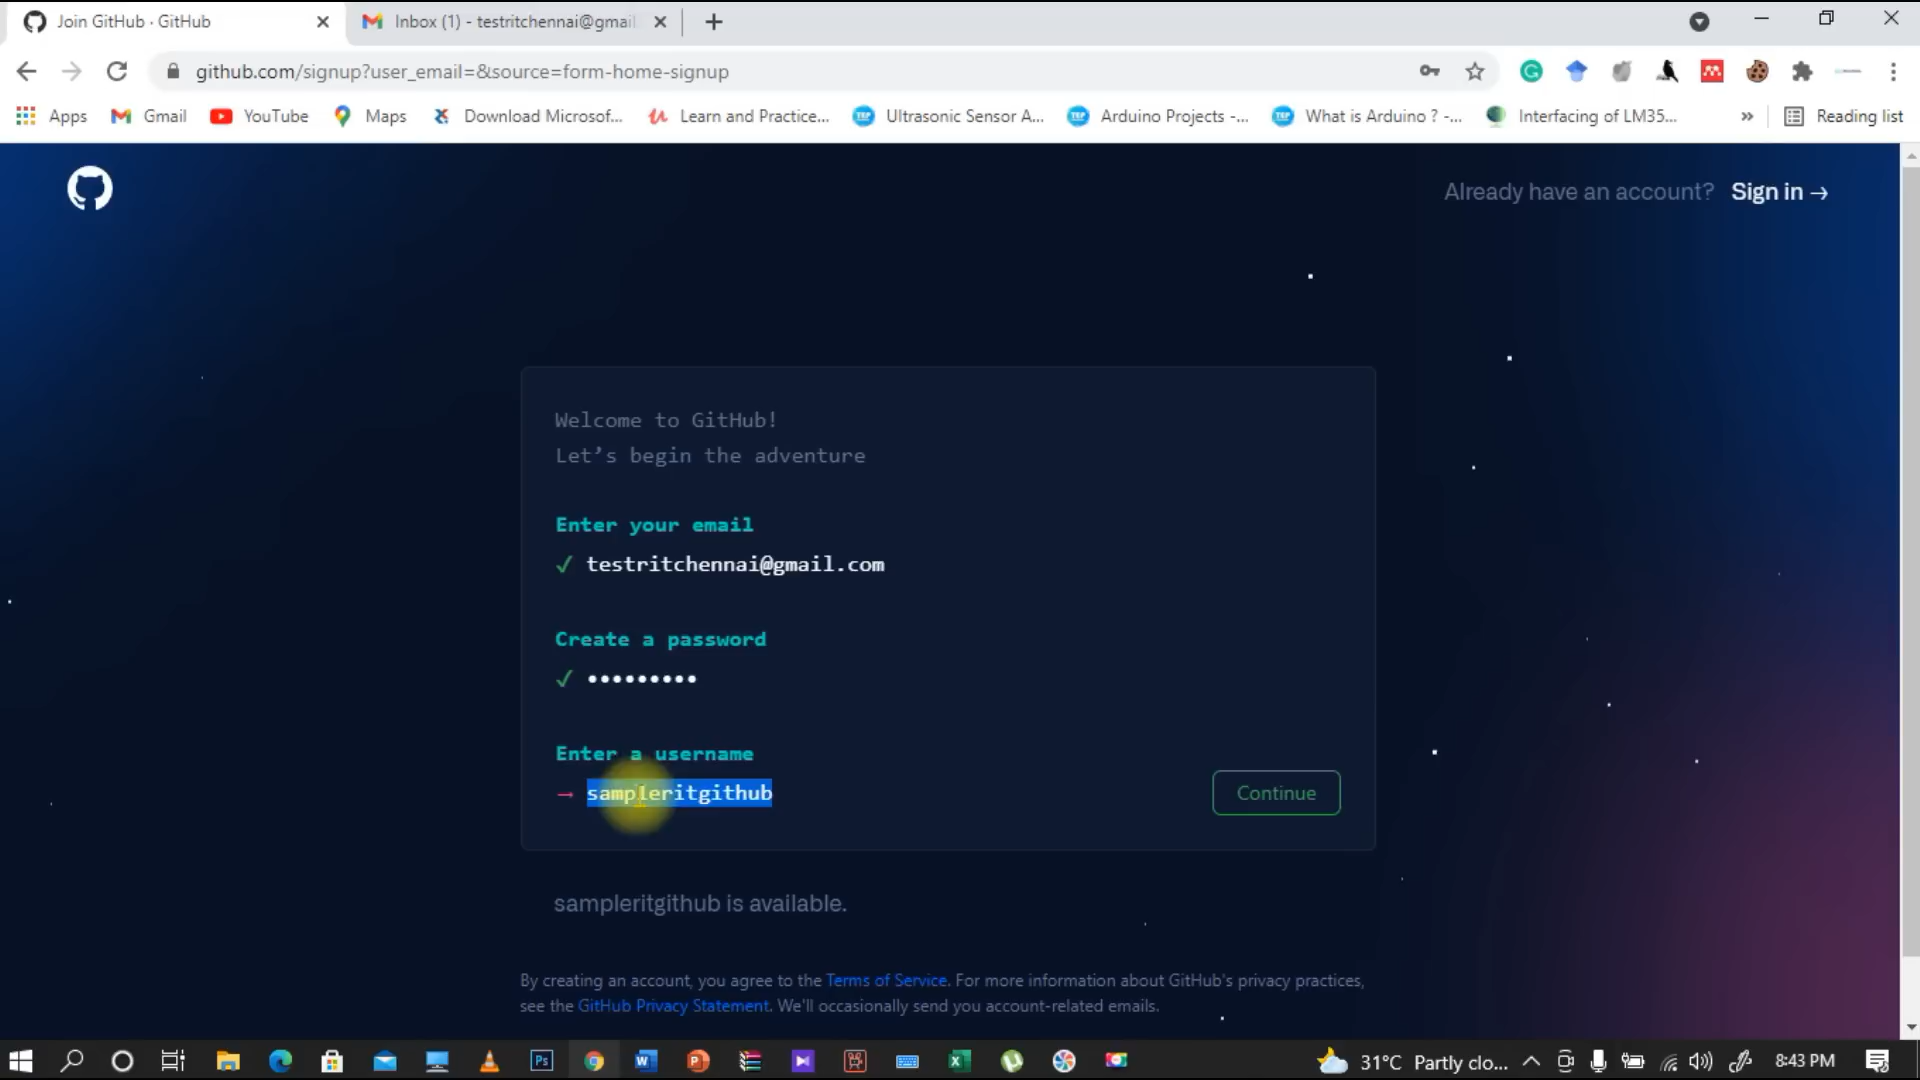 Join GitHub · GitHub
Inbox (1) - testritchennai@gmail
github.com/signup?user_email=&source=form-home-signup
Apps
Gmail
YouTube
Maps
Download Microsof...
Learn and Practice...
Ultrasonic Sensor A...
Arduino Projects -...
What is Arduino ? -...
Interfacing of LM35...
»
Reading list
Already have an account? Sign in →
Welcome to GitHub!
Let’s begin the adventure
Enter your email
✓ testritchennai@gmail.com
Create a password
✓ •••••••••
Enter a username
→ sampleritgithub
Continue
sampleritgithub is available.
By creating an account, you agree to the Terms of Service. For more information about GitHub's privacy practices,
see the GitHub Privacy Statement. We'll occasionally send you account-related emails.
31°C Partly clo...
8:43 PM